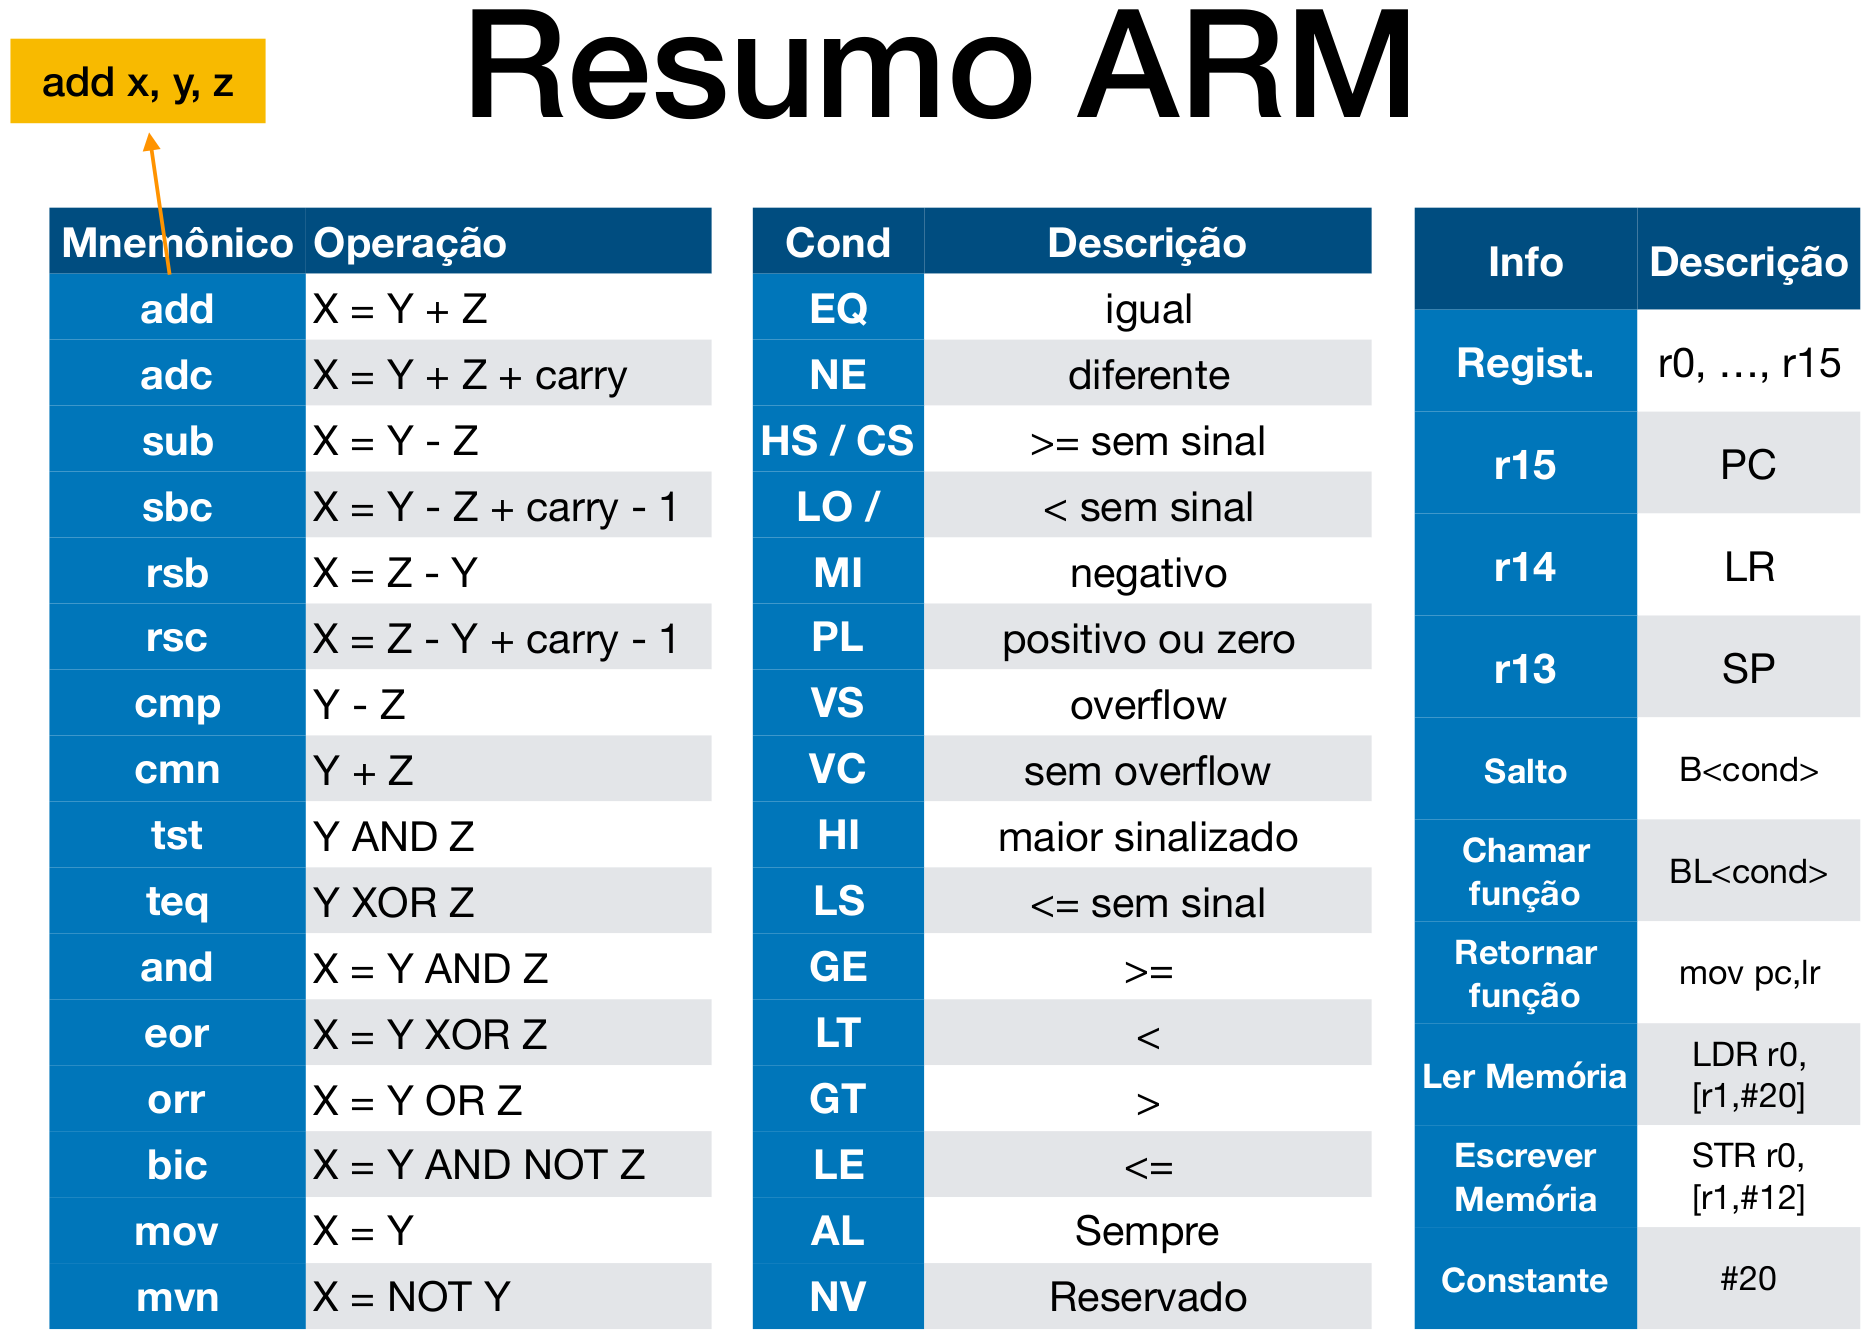 Resumo ARM
add x, y, z
Mnemônico Operação
add X = Y + Z
adc X = Y + Z + carry
sub X = Y - Z
sbc X = Y - Z + carry - 1
rsb X = Z - Y
rsc X = Z - Y + carry - 1
cmp Y - Z
cmn Y + Z
tst Y AND Z
teq Y XOR Z
and X = Y AND Z
eor X = Y XOR Z
orr X = Y OR Z
bic X = Y AND NOT Z
mov X = Y
mvn X = NOT Y
Cond Descrição
EQ igual
NE diferente
HS / CS >= sem sinal
LO / < sem sinal
MI negativo
PL positivo ou zero
VS overflow
VC sem overflow
HI maior sinalizado
LS <= sem sinal
GE >=
LT <
GT >
LE <=
AL Sempre
NV Reservado
Info Descrição
Regist. r0, …, r15
r15 PC
r14 LR
r13 SP
Salto B<cond>
Chamar
função
BL<cond>
Retornar
função
mov pc,lr
Ler Memória
LDR r0,
[r1,#20]
Escrever
Memória
STR r0,
[r1,#12]
Constante #20